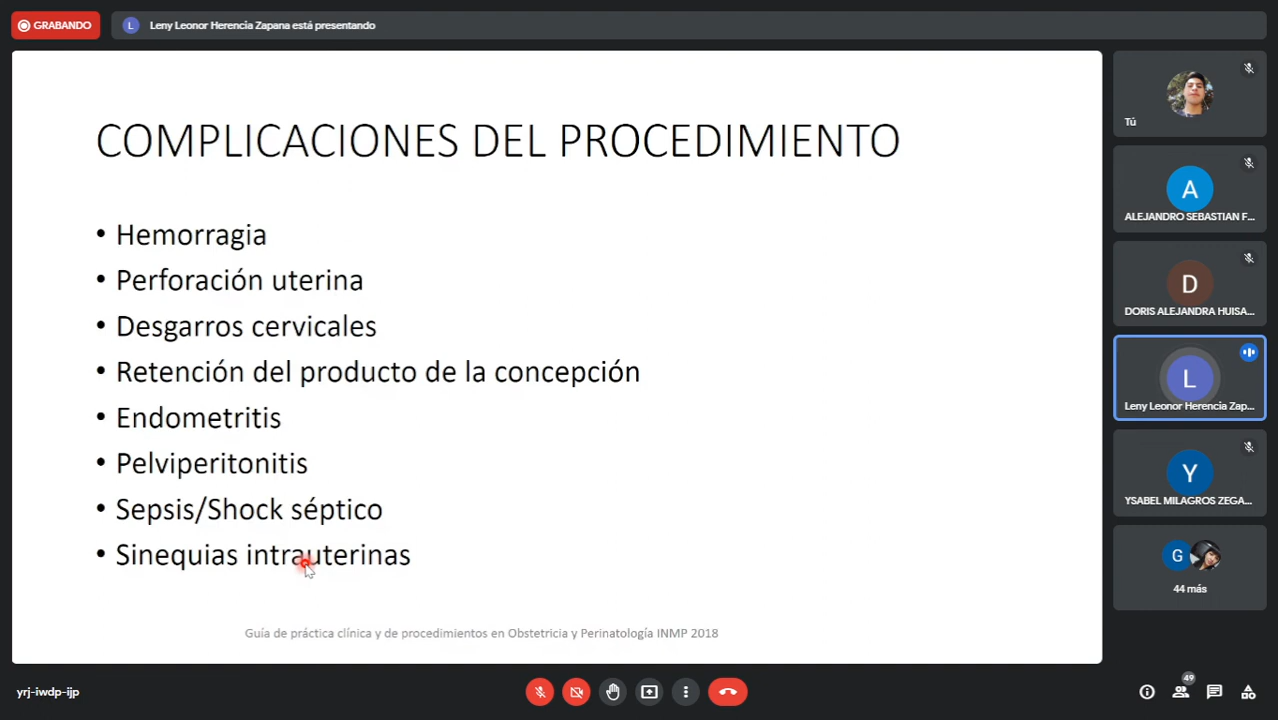 GRABANDO
L
Leny Leonor Herencia Zapana está presentando
COMPLICACIONES DEL PROCEDIMIENTO
• Hemorragia
• Perforación uterina
• Desgarros cervicales
• Retención del producto de la concepción
• Endometritis
• Pelviperitonitis
• Sepsis/Shock séptico
• Sinequias intrauterinas
Guía de práctica clínica y de procedimientos en Obstetricia y Perinatología INMP 2018
Tú
A
ALEJANDRO SEBASTIAN F...
D
DORIS ALEJANDRA HUISA...
L
Leny Leonor Herencia Zap...
Y
YSABEL MILAGROS ZEGA...
G
44 más
yrj-iwdp-ijp
49